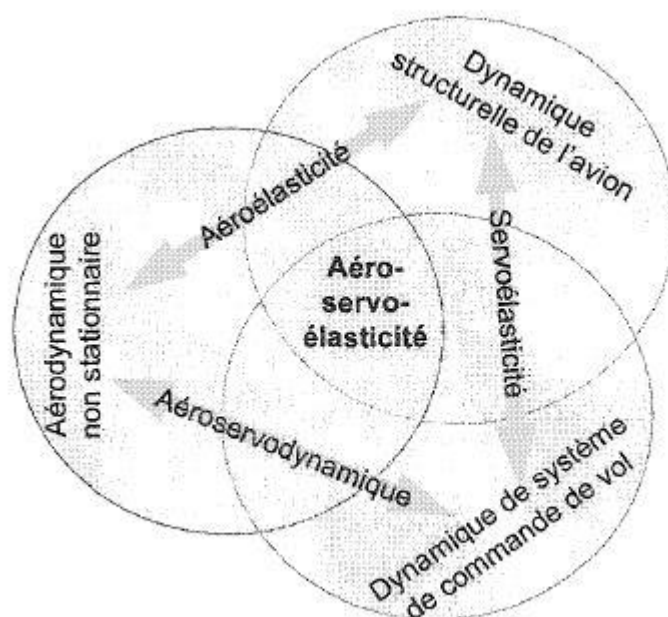 Dynamique
structurelle de l'avion
Aéroélasticité
Aéro-
servo-
élasticité
Servoélasticité
Aérodynamique
non stationnaire
Aéroservodynamique
Dynamique de système
de commande de vol